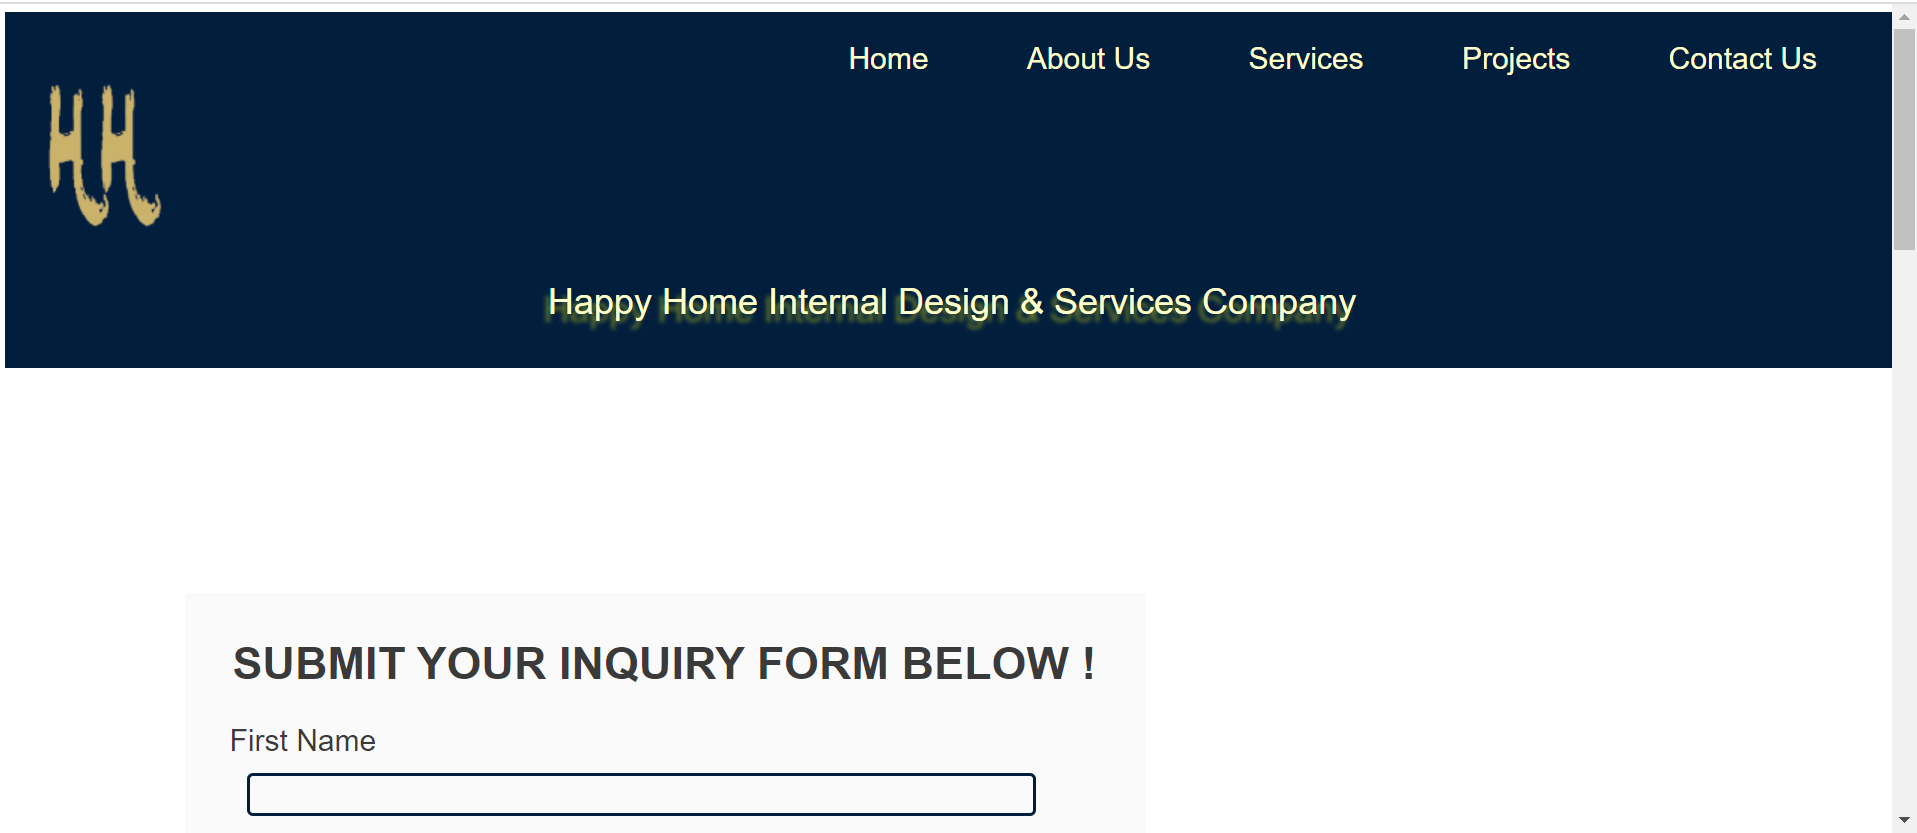 Home About Us Services Projects Contact Us
HH
Happy Home Internal Design & Services Company
SUBMIT YOUR INQUIRY FORM BELOW !
First Name